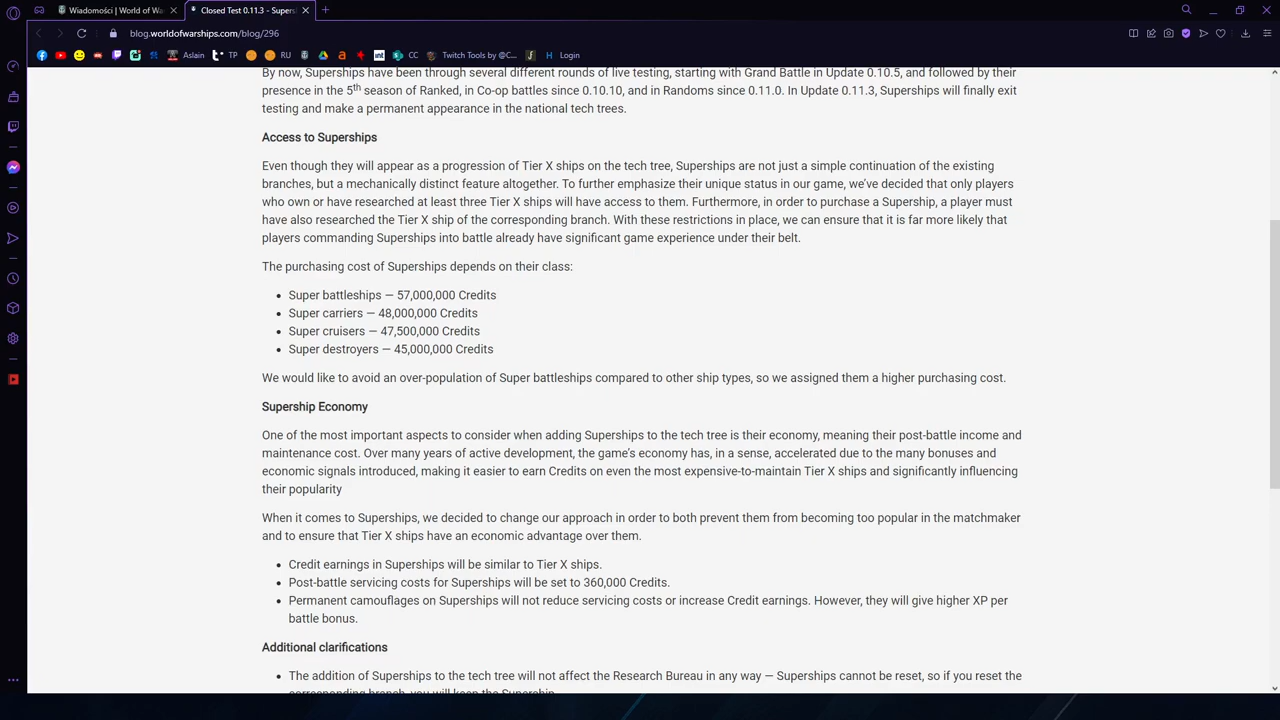 Wiadomości | World of War
Closed Test 0.11.3 - Supers
blog.worldofwarships.com/blog/296
Aslain
TP
RU
int
CC
Twitch Tools by @C...
Login
By now, Superships have been through several different rounds of live testing, starting with Grand Battle in Update 0.10.5, and followed by their
presence in the 5th season of Ranked, in Co-op battles since 0.10.10, and in Randoms since 0.11.0. In Update 0.11.3, Superships will finally exit
testing and make a permanent appearance in the national tech trees.
Access to Superships
Even though they will appear as a progression of Tier X ships on the tech tree, Superships are not just a simple continuation of the existing
branches, but a mechanically distinct feature altogether. To further emphasize their unique status in our game, we've decided that only players
who own or have researched at least three Tier X ships will have access to them. Furthermore, in order to purchase a Supership, a player must
have also researched the Tier X ship of the corresponding branch. With these restrictions in place, we can ensure that it is far more likely that
players commanding Superships into battle already have significant game experience under their belt.
The purchasing cost of Superships depends on their class:
• Super battleships — 57,000,000 Credits
• Super carriers — 48,000,000 Credits
• Super cruisers — 47,500,000 Credits
• Super destroyers — 45,000,000 Credits
We would like to avoid an over-population of Super battleships compared to other ship types, so we assigned them a higher purchasing cost.
Supership Economy
One of the most important aspects to consider when adding Superships to the tech tree is their economy, meaning their post-battle income and
maintenance cost. Over many years of active development, the game's economy has, in a sense, accelerated due to the many bonuses and
economic signals introduced, making it easier to earn Credits on even the most expensive-to-maintain Tier X ships and significantly influencing
their popularity
When it comes to Superships, we decided to change our approach in order to both prevent them from becoming too popular in the matchmaker
and to ensure that Tier X ships have an economic advantage over them.
• Credit earnings in Superships will be similar to Tier X ships.
• Post-battle servicing costs for Superships will be set to 360,000 Credits.
• Permanent camouflages on Superships will not reduce servicing costs or increase Credit earnings. However, they will give higher XP per
battle bonus.
Additional clarifications
• The addition of Superships to the tech tree will not affect the Research Bureau in any way — Superships cannot be reset, so if you reset the
corresponding branch, you will keep the Supership.